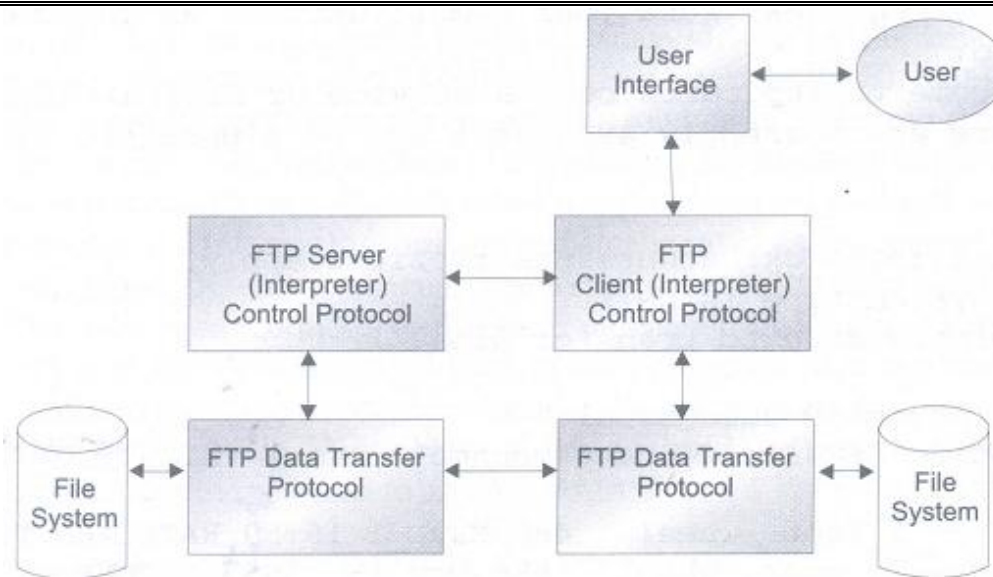 User
Interface
User
FTP Server
(Interpreter)
Control Protocol
FTP
Client (Interpreter)
Control Protocol
File
System
FTP Data Transfer
Protocol
FTP Data Transfer
Protocol
File
System